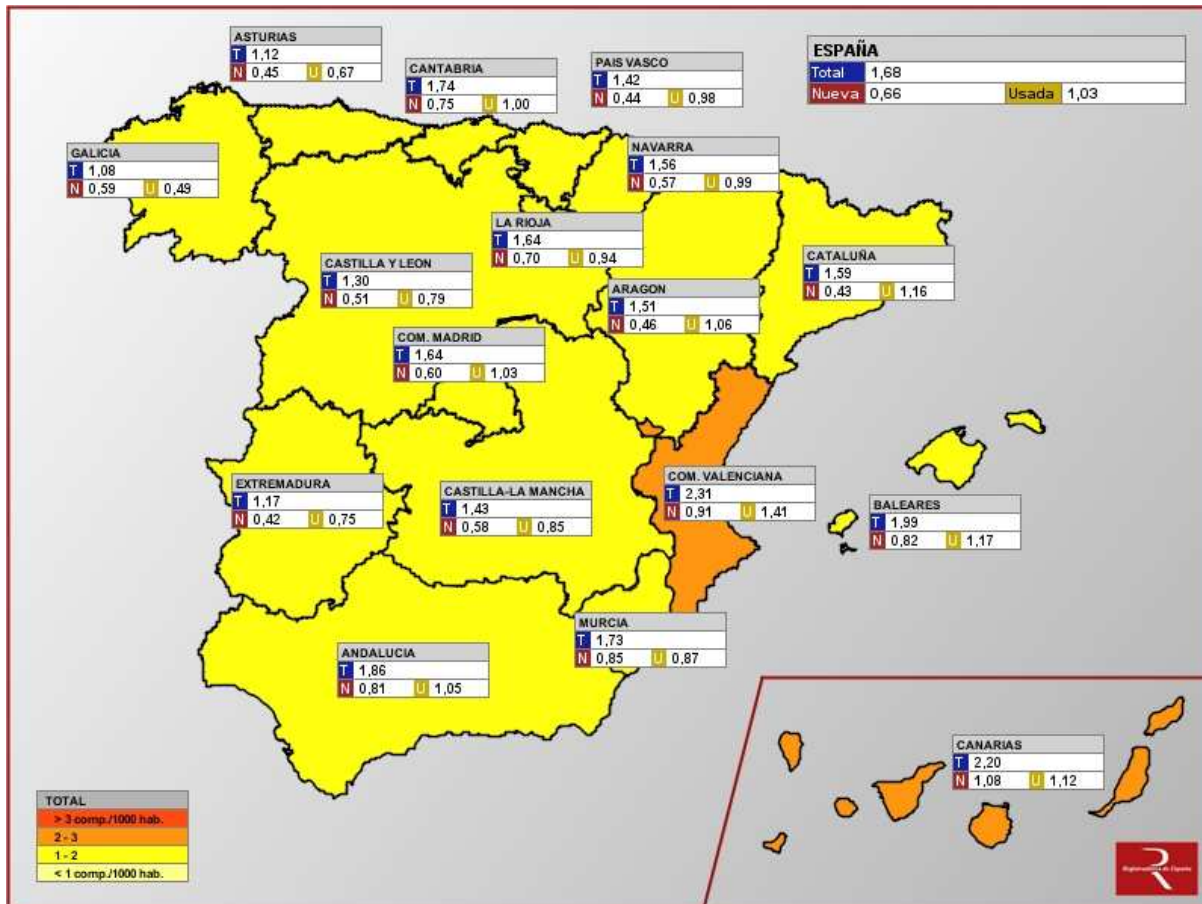 ASTURIAS
T 1,12
N 0,45 U 0,67
CANTABRIA
T 1,74
N 0,75 U 1,00
PAIS VASCO
T 1,42
N 0,44 U 0,98
ESPAÑA
Total 1,68
Nueva 0,66 Usada 1,03
GALICIA
T 1,08
N 0,59 U 0,49
NAVARRA
T 1,56
N 0,57 U 0,99
LA RIOJA
T 1,64
N 0,70 U 0,94
CASTILLA Y LEON
T 1,30
N 0,51 U 0,79
CATALUÑA
T 1,59
N 0,43 U 1,16
ARAGON
T 1,51
N 0,46 U 1,06
COM. MADRID
T 1,64
N 0,60 U 1,03
EXTREMADURA
T 1,17
N 0,42 U 0,75
CASTILLA-LA MANCHA
T 1,43
N 0,58 U 0,85
COM. VALENCIANA
T 2,31
N 0,91 U 1,41
BALEARES
T 1,99
N 0,82 U 1,17
MURCIA
T 1,73
N 0,85 U 0,87
ANDALUCIA
T 1,86
N 0,81 U 1,05
CANARIAS
T 2,20
N 1,08 U 1,12
TOTAL
> 3 comp./1000 hab.
2 - 3
1 - 2
< 1 comp./1000 hab.
R
Registradores de España